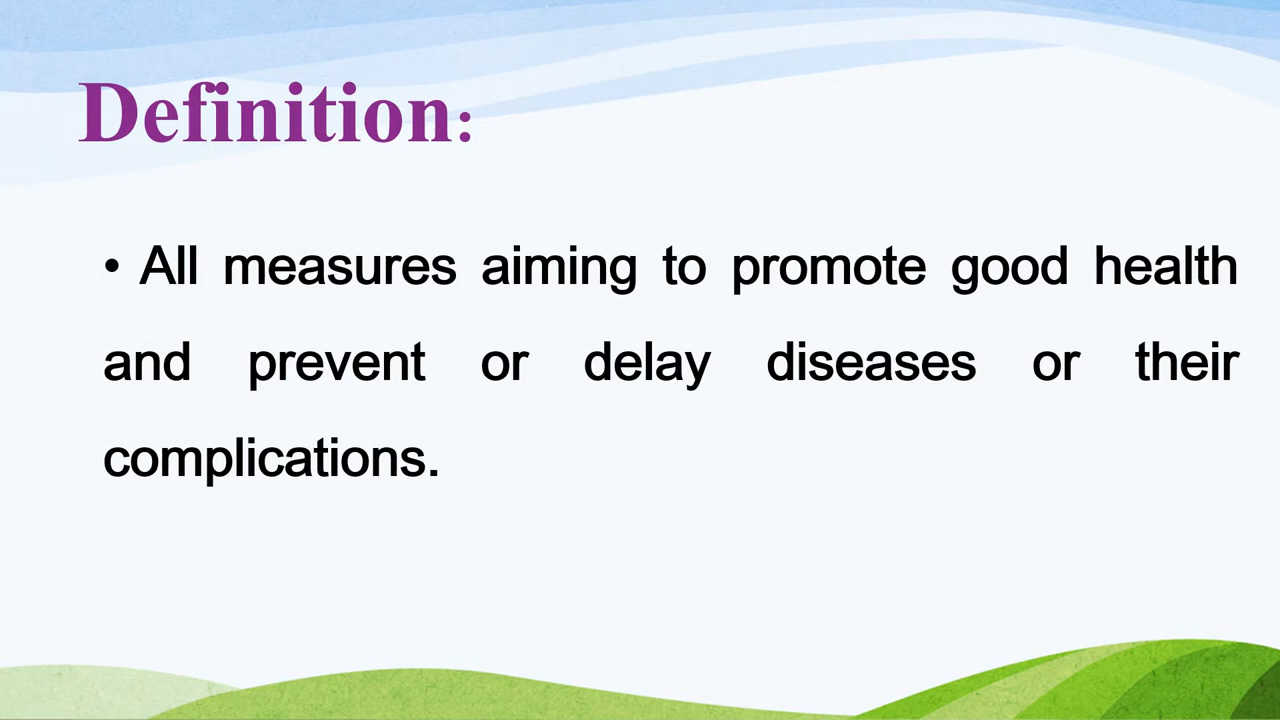 Definition:
• All measures aiming to promote good health
and prevent or delay diseases or their
complications.